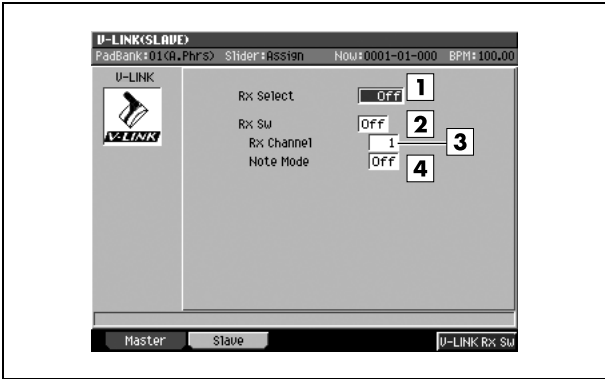 V-LINK(SLAVE)
PadBank:01(A.Phrs) Slider:Assign Now:0001-01-000 BPM:100.00
V-LINK
V-LINK
Rx Select Off 1
Rx Sw Off 2
Rx Channel 1 3
Note Mode Off 4
Master Slave V-LINK Rx Sw